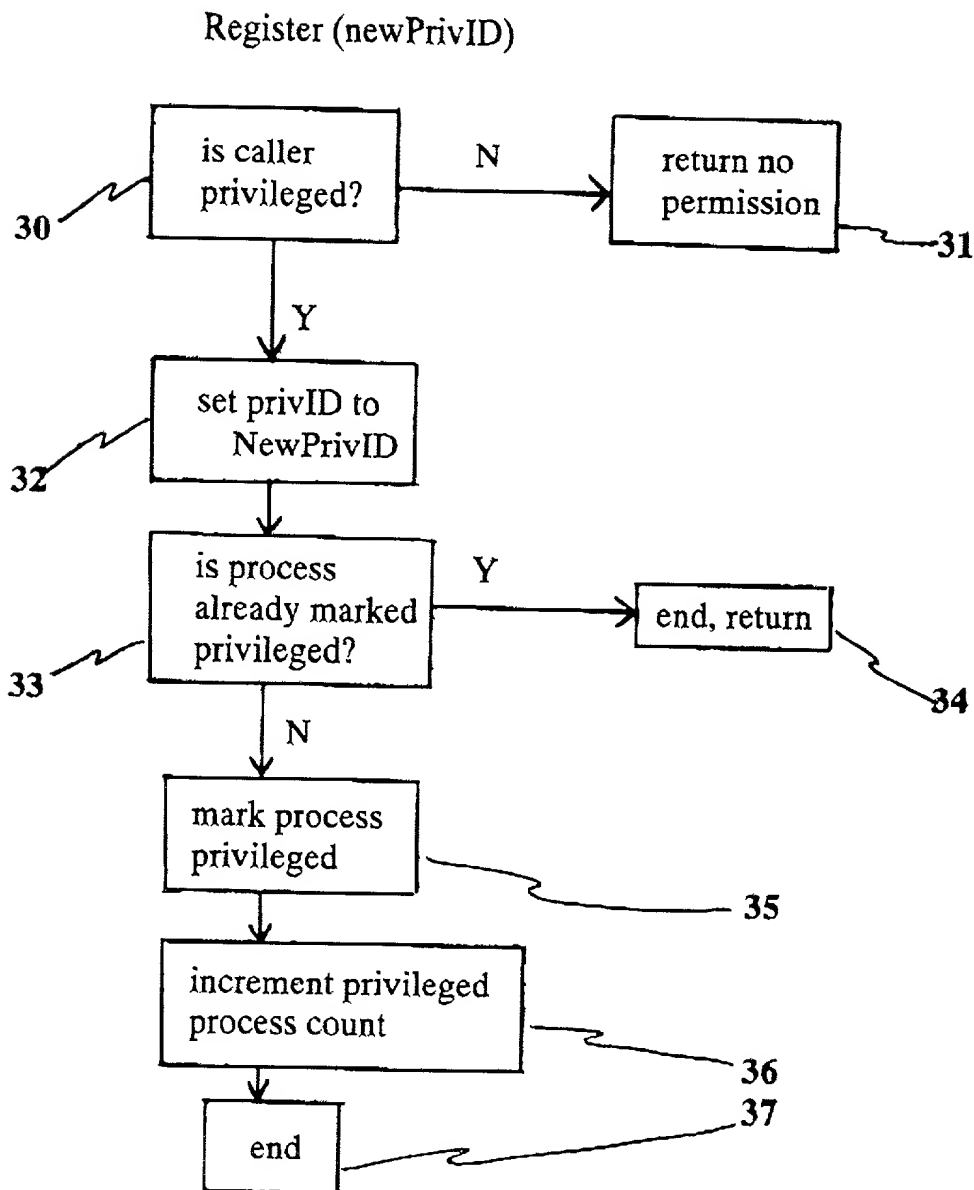 Register (newPrivID)
is caller
privileged?
N
return no
permission
30
31
Y
set privID to
NewPrivID
32
is process
already marked
privileged?
Y
end, return
33
34
N
mark process
privileged
35
increment privileged
process count
36
37
end